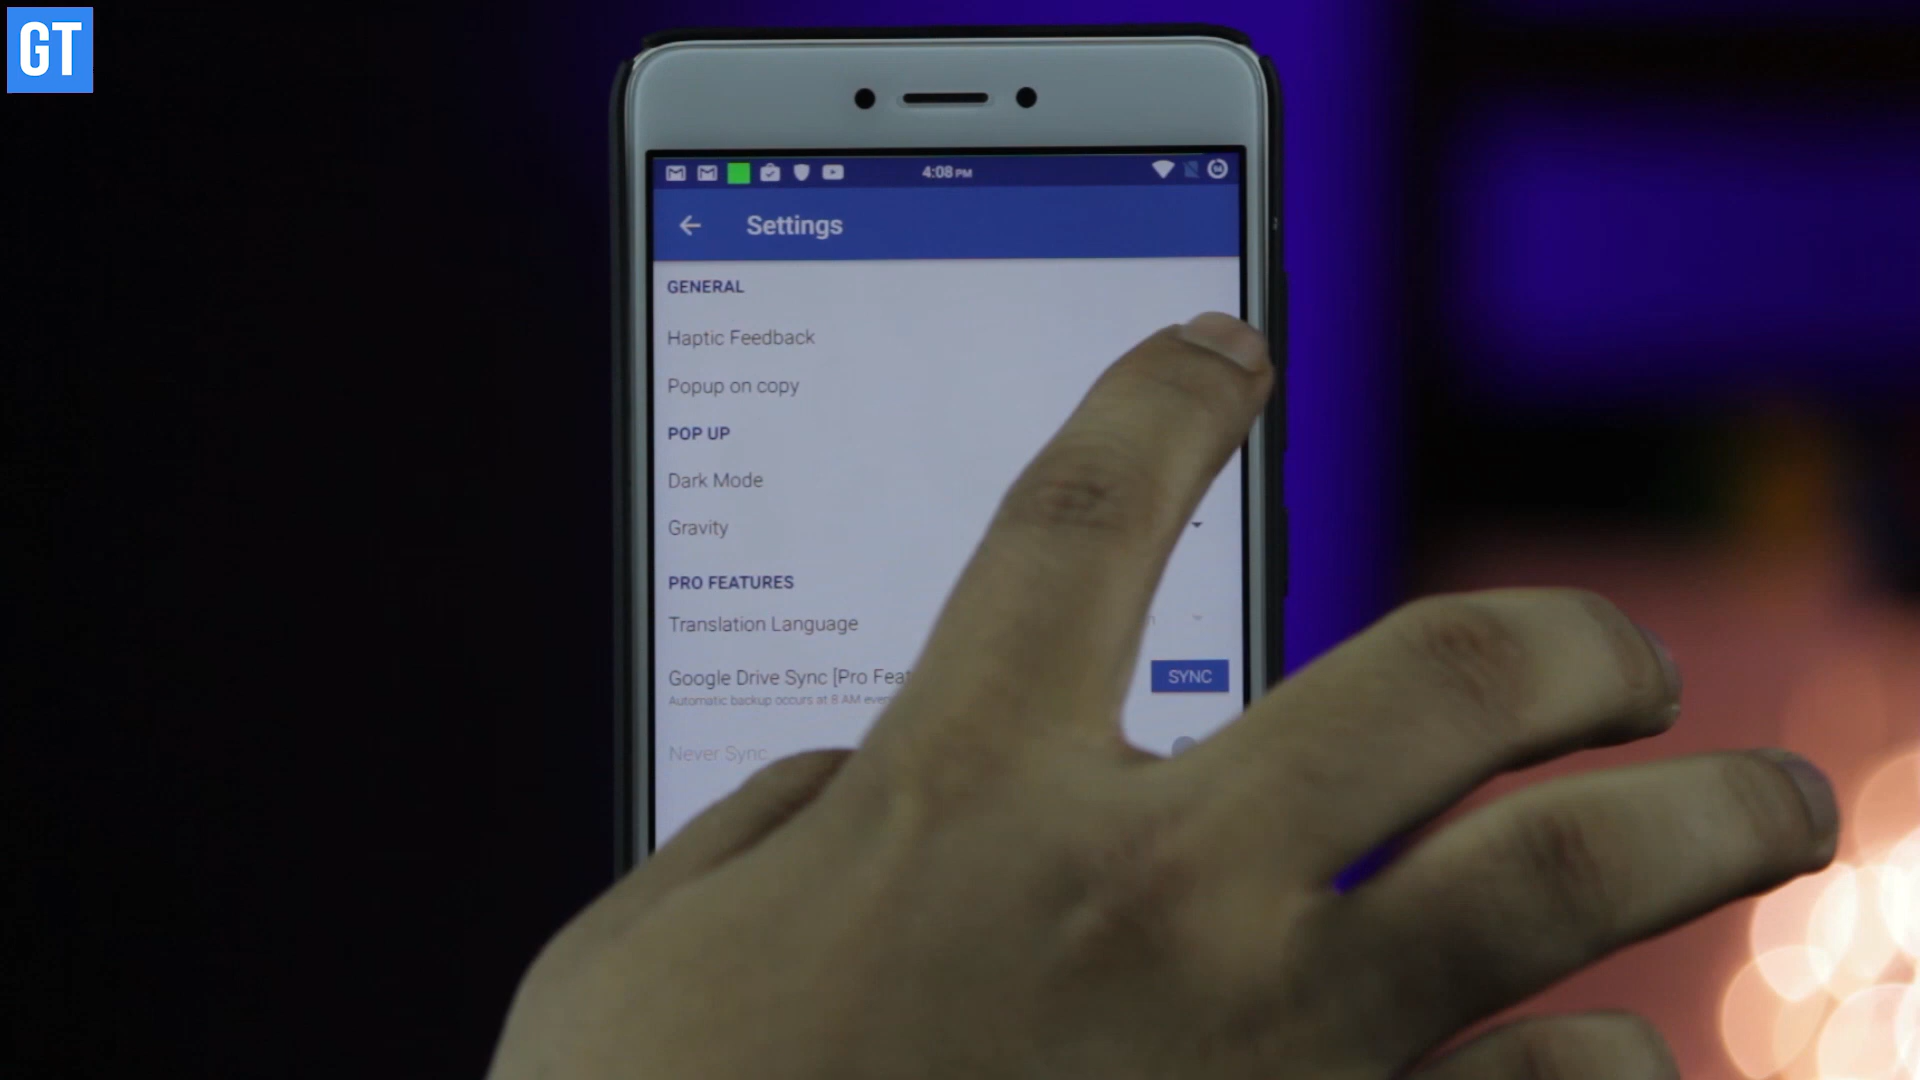 GT
4:08 PM
Settings
GENERAL
Haptic Feedback
Popup on copy
POP UP
Dark Mode
Gravity
PRO FEATURES
Translation Language
Google Drive Sync [Pro Feat
SYNC
Automatic backup occurs at 8 AM ever
Never Sync